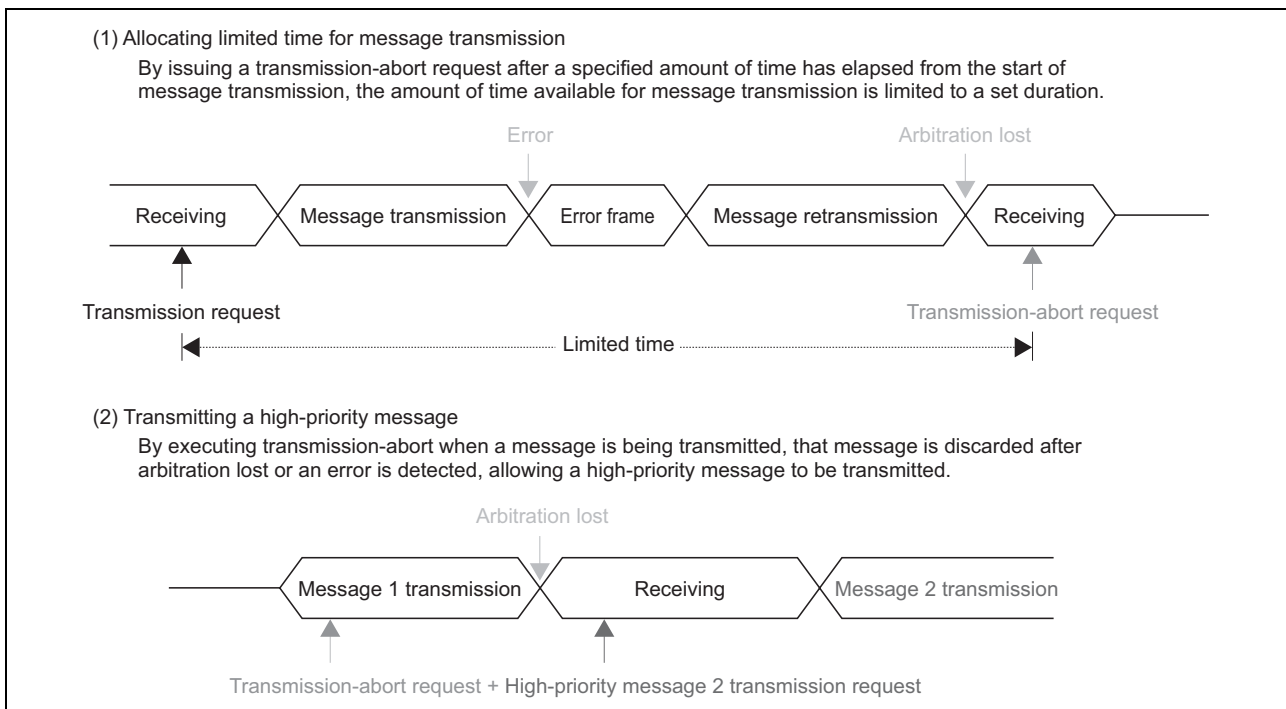 (1) Allocating limited time for message transmission
By issuing a transmission-abort request after a specified amount of time has elapsed from the start of
message transmission, the amount of time available for message transmission is limited to a set duration.
Error
Arbitration lost
Receiving
Message transmission
Error frame
Message retransmission
Receiving
Transmission request
Transmission-abort request
Limited time
(2) Transmitting a high-priority message
By executing transmission-abort when a message is being transmitted, that message is discarded after
arbitration lost or an error is detected, allowing a high-priority message to be transmitted.
Arbitration lost
Message 1 transmission
Receiving
Message 2 transmission
Transmission-abort request + High-priority message 2 transmission request